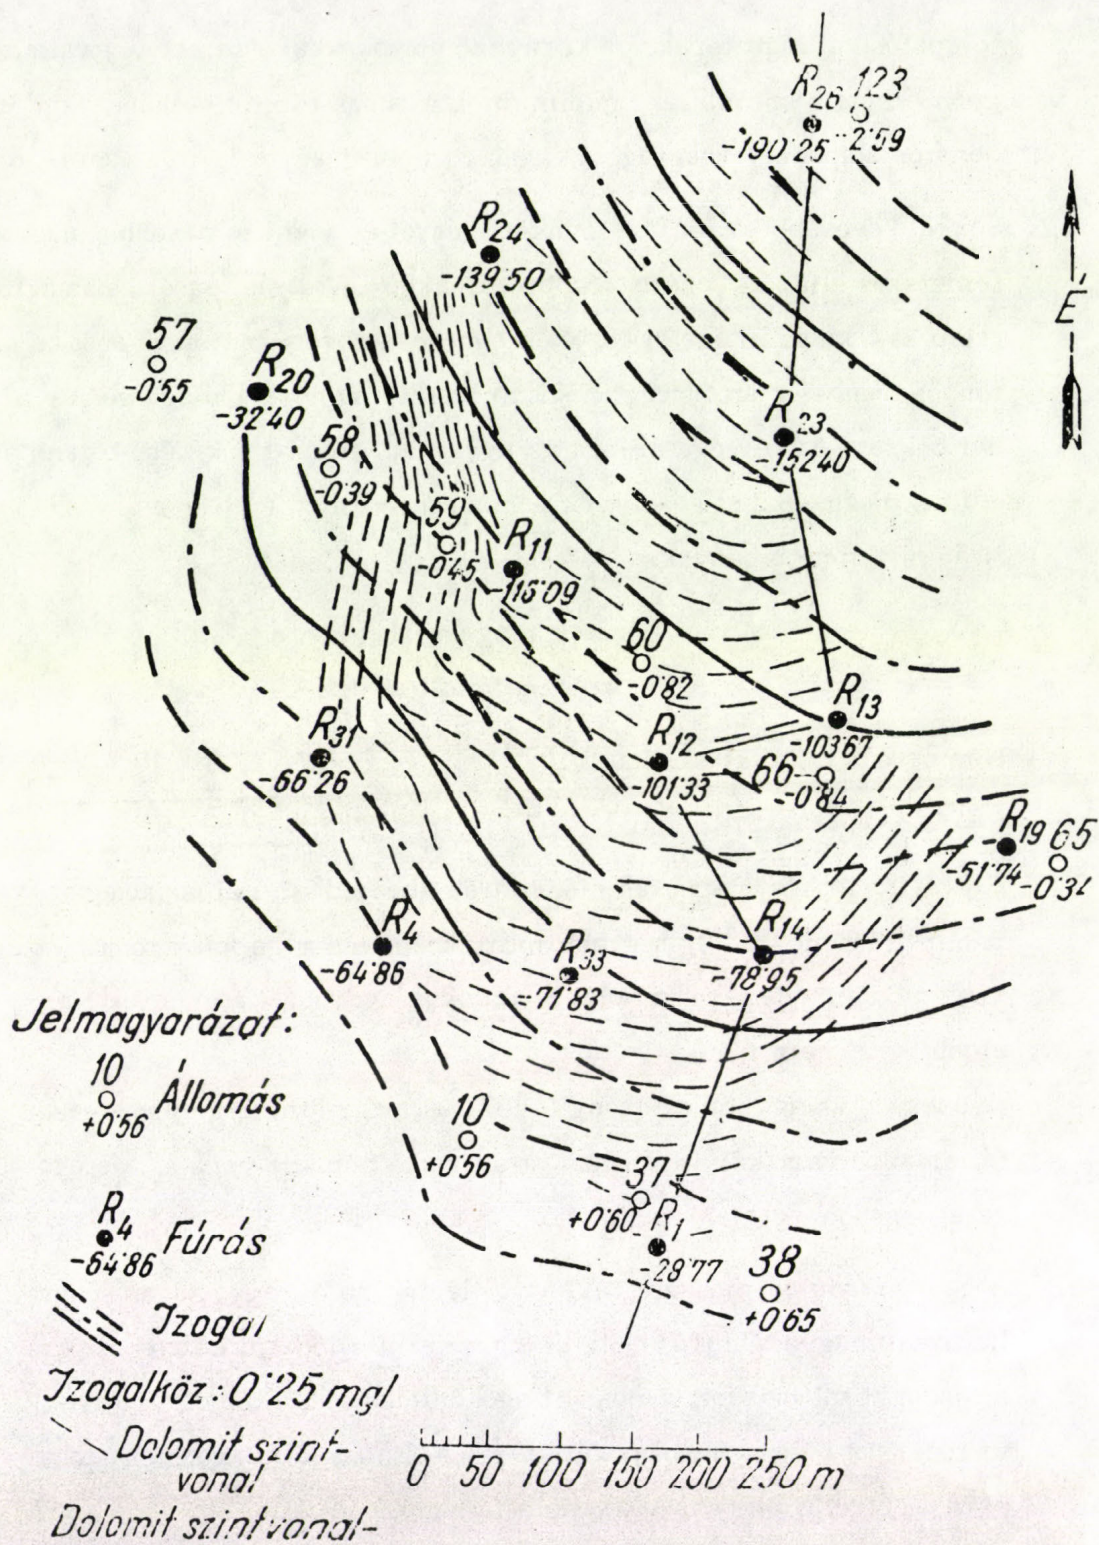 R26 123
-190˙25 -2˙59
R24
-139˙50
É
57
-0˙55
R20
-32˙40
58
-0˙39
R23
-152˙40
59
-0˙45
R11
-116˙09
60
-0˙82
R13
-103˙67
R31
-66˙26
R12
-101˙33
66
-0˙84
R19 65
-51˙74
R4
-64˙86
R33
-71˙83
R14
-78˙95
Jelmagyarázat:
10
Állomás
+0˙56
10
+0˙56
37
+0˙60 R1
-28˙77
38
+0˙65
R4
Fúrás
-64˙86
Izogal
Izogalköz: 0˙25 mgl
Dolomit szint-
vonal
0 50 100 150 200 250 m
Dolomit szintvonal-